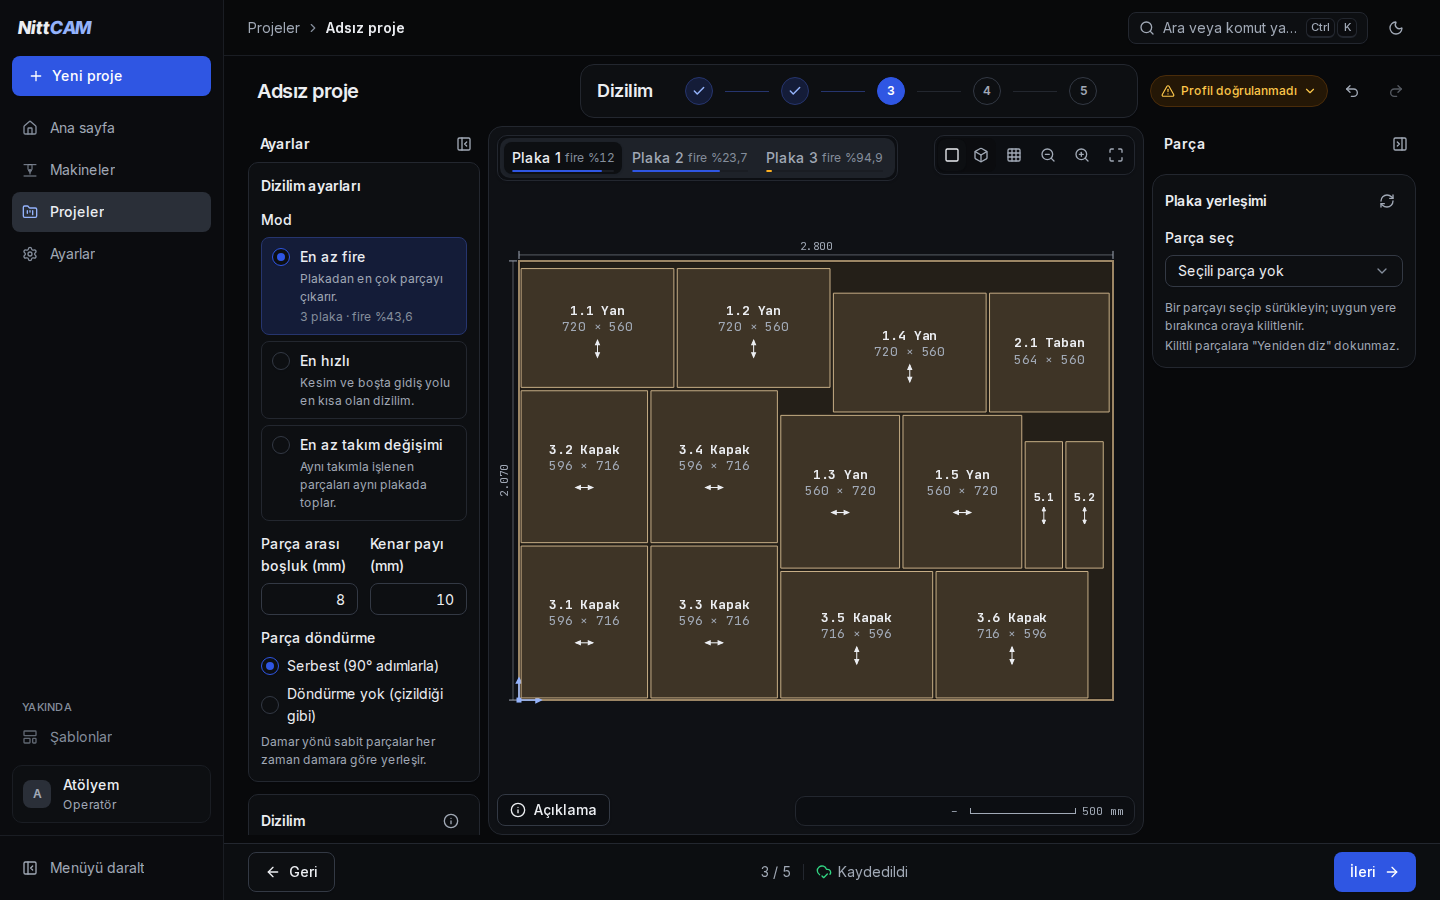 NittCAM
Yeni proje
Ana sayfa
Makineler
Projeler
Ayarlar
YAKINDA
Şablonlar
A
Atölyem
Operatör
Menüyü daralt
Projeler
Adsız proje
Ara veya komut ya…
Ctrl
K
Adsız proje
Dizilim
3
4
5
Profil doğrulanmadı
Ayarlar
Dizilim ayarları
Mod
En az fire
Plakadan en çok parçayı
çıkarır.
3 plaka · fire %43,6
En hızlı
Kesim ve boşta gidiş yolu
en kısa olan dizilim.
En az takım değişimi
Aynı takımla işlenen
parçaları aynı plakada
toplar.
Parça arası
boşluk (mm)
Kenar payı
(mm)
8
10
Parça döndürme
Serbest (90° adımlarla)
Döndürme yok (çizildiği
gibi)
Damar yönü sabit parçalar her
zaman damara göre yerleşir.
Dizilim
Plaka 1 fire %12
Plaka 2 fire %23,7
Plaka 3 fire %94,9
2.800
2.070
1.1 Yan
720 × 560
1.2 Yan
720 × 560
1.4 Yan
720 × 560
2.1 Taban
564 × 560
3.2 Kapak
596 × 716
3.4 Kapak
596 × 716
1.3 Yan
560 × 720
1.5 Yan
560 × 720
5.1
5.2
3.1 Kapak
596 × 716
3.3 Kapak
596 × 716
3.5 Kapak
716 × 596
3.6 Kapak
716 × 596
Açıklama
–
500 mm
Parça
Plaka yerleşimi
Parça seç
Seçili parça yok
Bir parçayı seçip sürükleyin; uygun yere
bırakınca oraya kilitlenir.
Kilitli parçalara "Yeniden diz" dokunmaz.
Geri
3 / 5
Kaydedildi
İleri